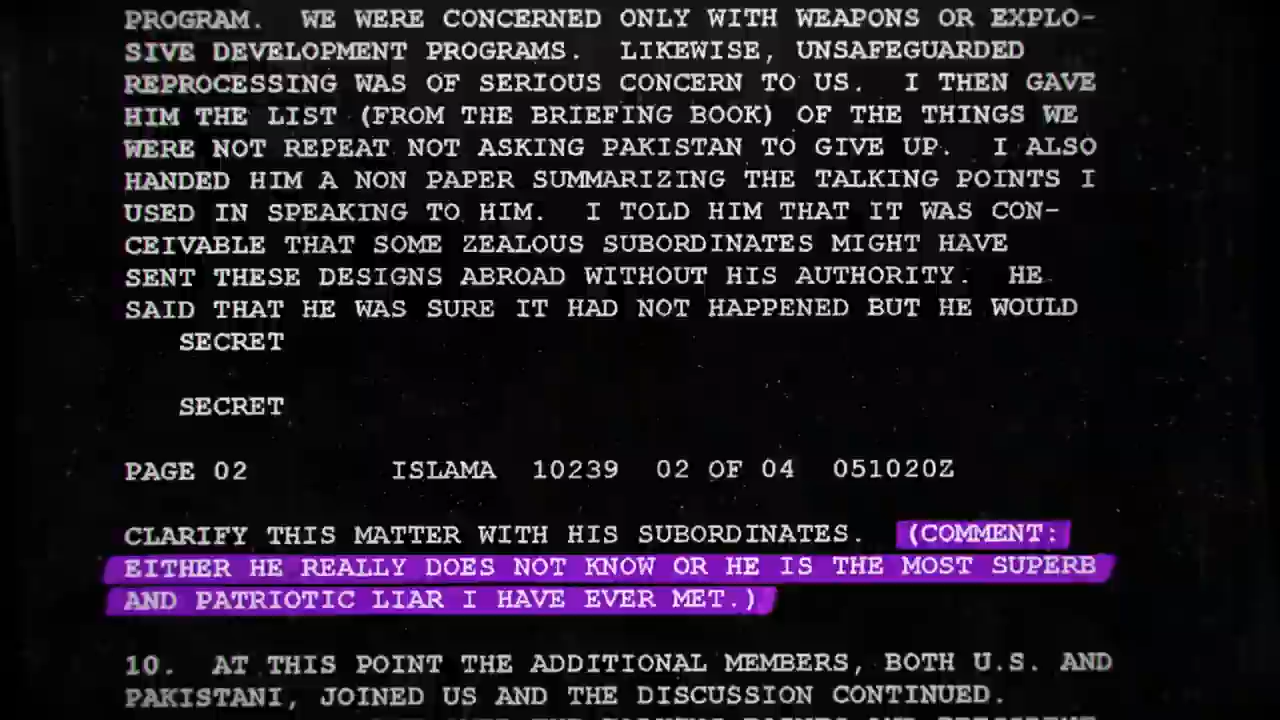 PROGRAM. WE WERE CONCERNED ONLY WITH WEAPONS OR EXPLO-
SIVE DEVELOPMENT PROGRAMS. LIKEWISE, UNSAFEGUARDED
REPROCESSING WAS OF SERIOUS CONCERN TO US. I THEN GAVE
HIM THE LIST (FROM THE BRIEFING BOOK) OF THE THINGS WE
WERE NOT REPEAT NOT ASKING PAKISTAN TO GIVE UP. I ALSO
HANDED HIM A NON PAPER SUMMARIZING THE TALKING POINTS I
USED IN SPEAKING TO HIM. I TOLD HIM THAT IT WAS CON-
CEIVABLE THAT SOME ZEALOUS SUBORDINATES MIGHT HAVE
SENT THESE DESIGNS ABROAD WITHOUT HIS AUTHORITY. HE
SAID THAT HE WAS SURE IT HAD NOT HAPPENED BUT HE WOULD
SECRET
SECRET
PAGE 02 ISLAMA 10239 02 OF 04 051020Z
CLARIFY THIS MATTER WITH HIS SUBORDINATES. (COMMENT:
EITHER HE REALLY DOES NOT KNOW OR HE IS THE MOST SUPERB
AND PATRIOTIC LIAR I HAVE EVER MET.)
10. AT THIS POINT THE ADDITIONAL MEMBERS, BOTH U.S. AND
PAKISTANI, JOINED US AND THE DISCUSSION CONTINUED.